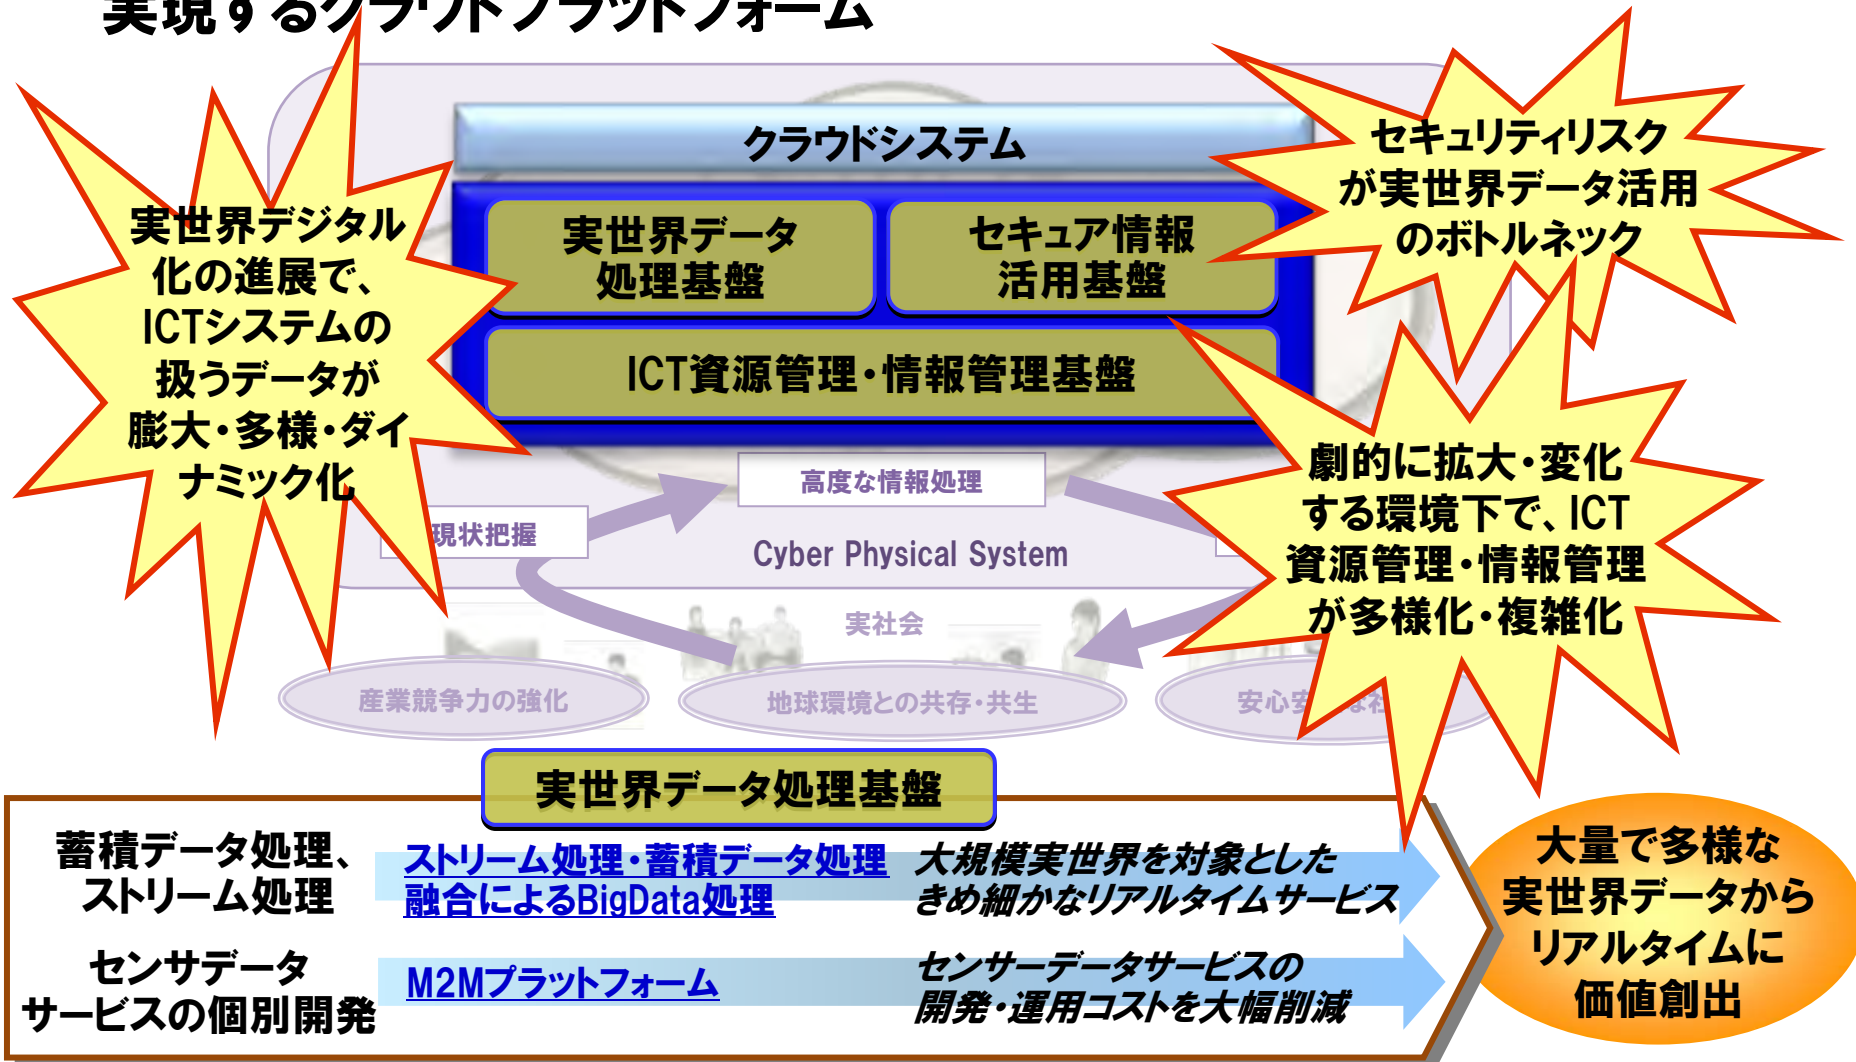 実現するクラウドプラットフォーム
クラウドシステム
実世界データ
処理基盤
セキュア情報
活用基盤
ICT資源管理・情報管理基盤
実世界デジタル
化の進展で、
ICTシステムの
扱うデータが
膨大・多様・ダイ
ナミック化
セキュリティリスク
が実世界データ活用
のボトルネック
劇的に拡大・変化
する環境下で、ICT
資源管理・情報管理
が多様化・複雑化
高度な情報処理
現状把握
Cyber Physical System
実社会
産業競争力の強化
地球環境との共存・共生
安心安
実世界データ処理基盤
蓄積データ処理、
ストリーム処理
ストリーム処理・蓄積データ処理
融合によるBigData処理
大規模実世界を対象とした
きめ細かなリアルタイムサービス
センサデータ
サービスの個別開発
M2Mプラットフォーム
センサーデータサービスの
開発・運用コストを大幅削減
大量で多様な
実世界データから
リアルタイムに
価値創出